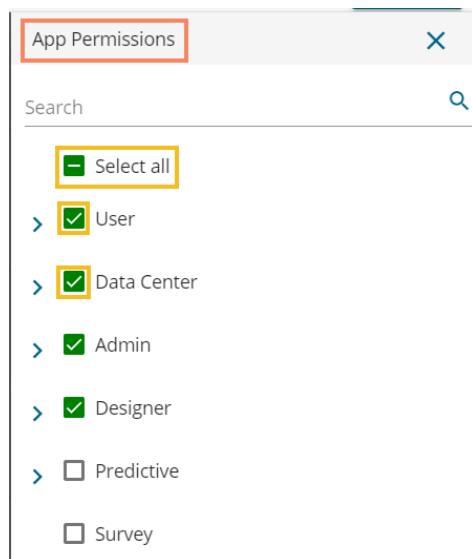 App Permissions
Search
Select all
User
Data Center
Admin
Designer
Predictive
Survey